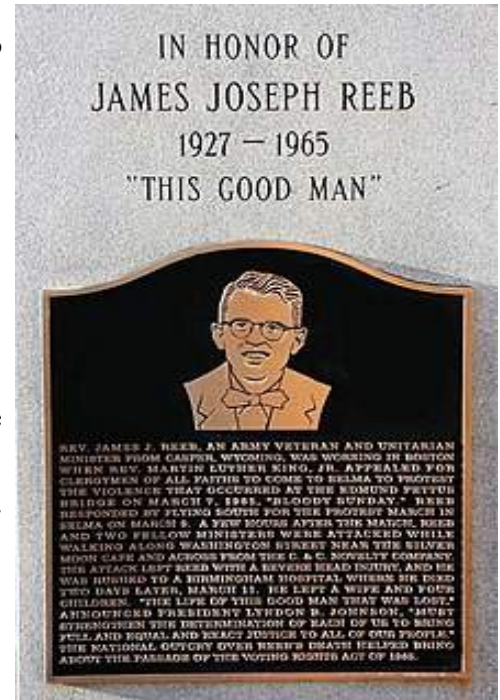 IN HONOR OF
JAMES JOSEPH REEB
1927 — 1965
"THIS GOOD MAN"
REV. JAMES J. REEB, AN ARMY VETERAN AND UNITARIAN
MINISTER FROM CASPER, WYOMING, WAS WORKING IN BOSTON
WHEN REV. MARTIN LUTHER KING, JR. APPEALED FOR
CLERGYMEN OF ALL FAITHS TO COME TO SELMA TO PROTEST
THE VIOLENCE THAT OCCURRED AT THE EDMUND PETTUS
BRIDGE ON MARCH 7, 1965, "BLOODY SUNDAY." REEB
RESPONDED BY FLYING SOUTH FOR THE PROTEST MARCH IN
SELMA ON MARCH 9. A FEW HOURS AFTER THE MARCH, REEB
AND TWO FELLOW MINISTERS WERE ATTACKED WHILE
WALKING ALONG WASHINGTON STREET NEAR THE SILVER
MOON CAFE AND ACROSS FROM THE C. & C. NOVELTY COMPANY.
THE ATTACK LEFT REEB WITH A SEVERE HEAD INJURY, AND HE
WAS RUSHED TO A BIRMINGHAM HOSPITAL WHERE HE DIED
TWO DAYS LATER, MARCH 11. HE LEFT A WIFE AND FOUR
CHILDREN. "THE LIFE OF THIS GOOD MAN THAT WAS LOST,"
ANNOUNCED PRESIDENT LYNDON B. JOHNSON, "MUST
STRENGTHEN THE DETERMINATION OF EACH OF US TO BRING
FULL AND EQUAL AND EXACT JUSTICE TO ALL OF OUR PEOPLE."
THE NATIONAL OUTCRY OVER REEB'S DEATH HELPED BRING
ABOUT THE PASSAGE OF THE VOTING RIGHTS ACT OF 1965.